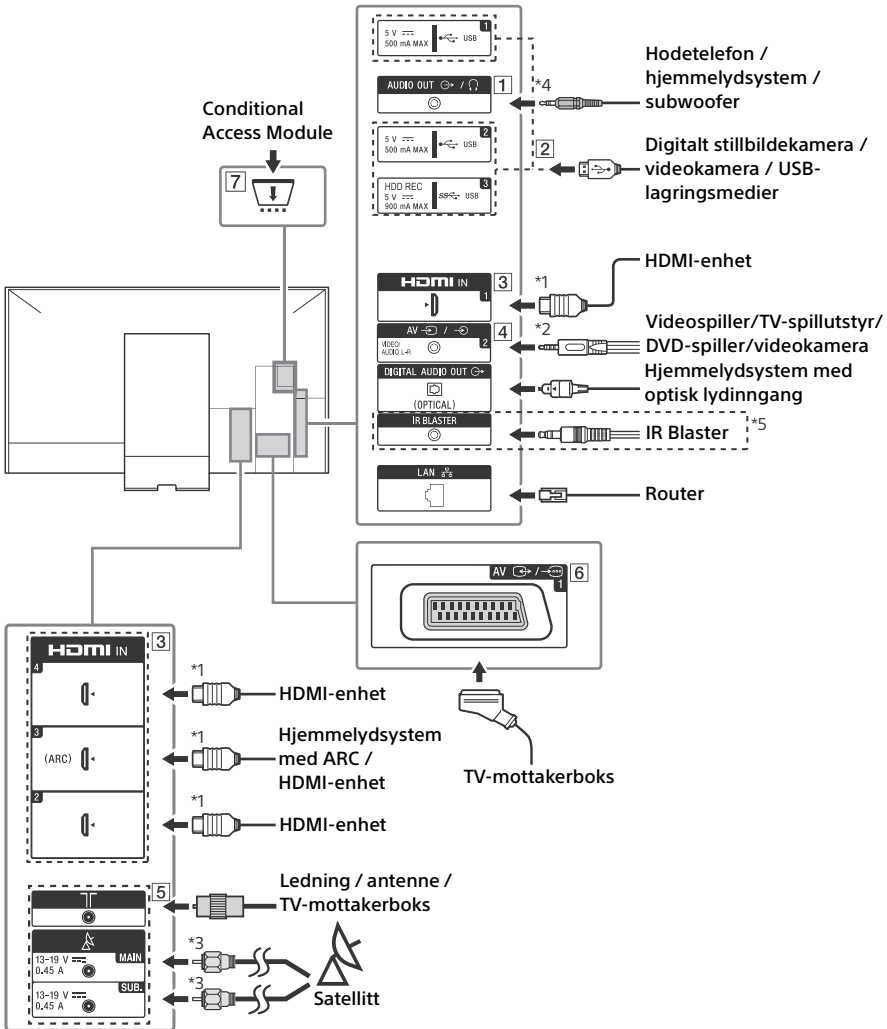 1
5 V
500 mA MAX
USB
AUDIO OUT / 
1
*4
Hodetelefon /
hjemmelydsystem /
subwoofer
2
5 V
500 mA MAX
USB
2
Digitalt stillbildekamera /
videokamera / USB-
lagringsmedier
3
HDD REC
5 V
900 mA MAX
SS
USB
Conditional
Access Module
7
HDMI IN
3
1
*1
HDMI-enhet
AV / 
4
VIDEO/
AUDIO L-R
2
*2
Videospiller/TV-spillutstyr/
DVD-spiller/videokamera
DIGITAL AUDIO OUT
(OPTICAL)
Hjemmelydsystem med
optisk lydinngang
IR BLASTER
IR Blaster
*5
LAN
Router
AV / 
1
6
TV-mottakerboks
HDMI IN
3
4
*1
HDMI-enhet
3
(ARC)
*1
Hjemmelydsystem
med ARC /
HDMI-enhet
2
*1
HDMI-enhet
5
Ledning / antenne /
TV-mottakerboks
MAIN
13-19 V
0.45 A
*3
SUB.
13-19 V
0.45 A
*3
Satellitt